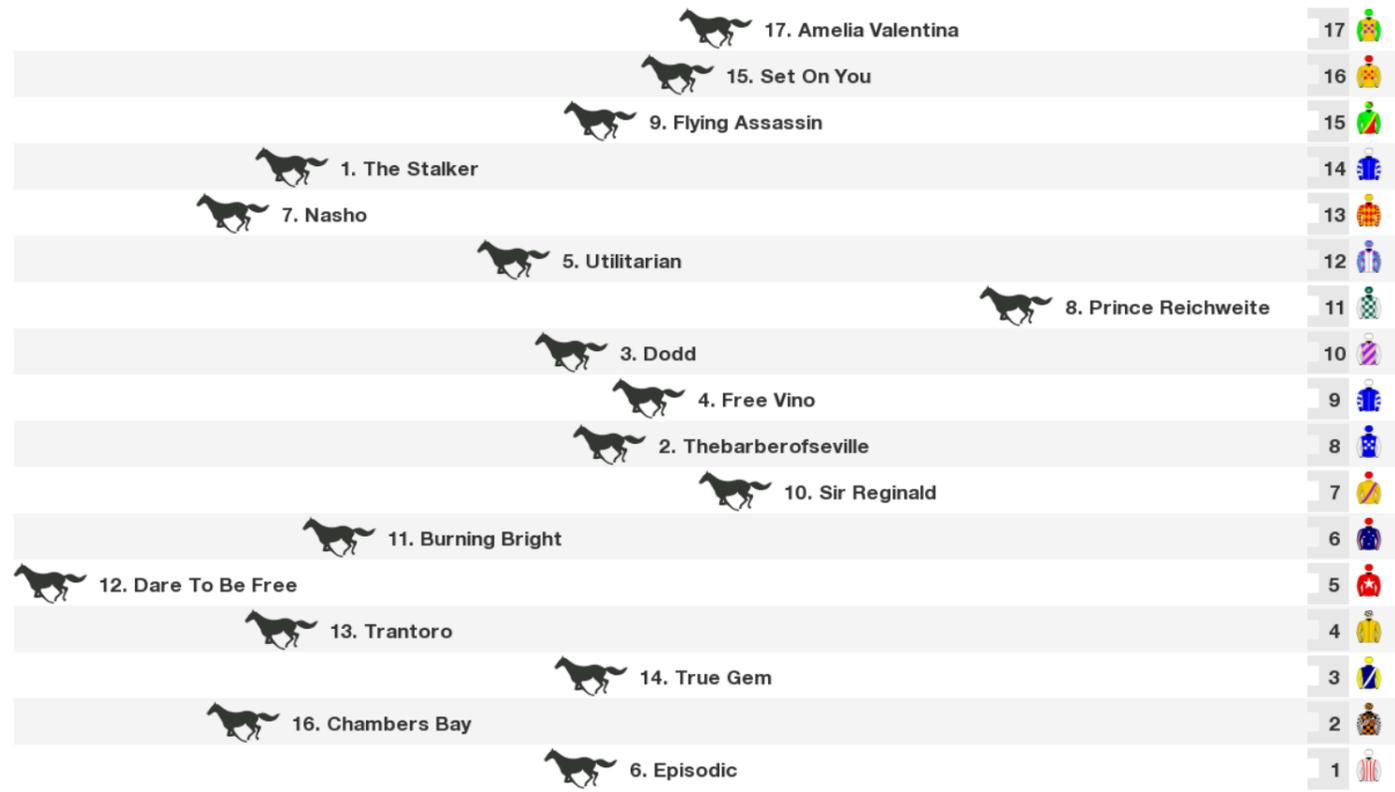 17. Amelia Valentina 17
15. Set On You 16
9. Flying Assassin 15
1. The Stalker 14
7. Nasho 13
5. Utilitarian 12
8. Prince Reichweite 11
3. Dodd 10
4. Free Vino 9
2. Thebarberofseville 8
10. Sir Reginald 7
11. Burning Bright 6
12. Dare To Be Free 5
13. Trantoro 4
14. True Gem 3
16. Chambers Bay 2
6. Episodic 1